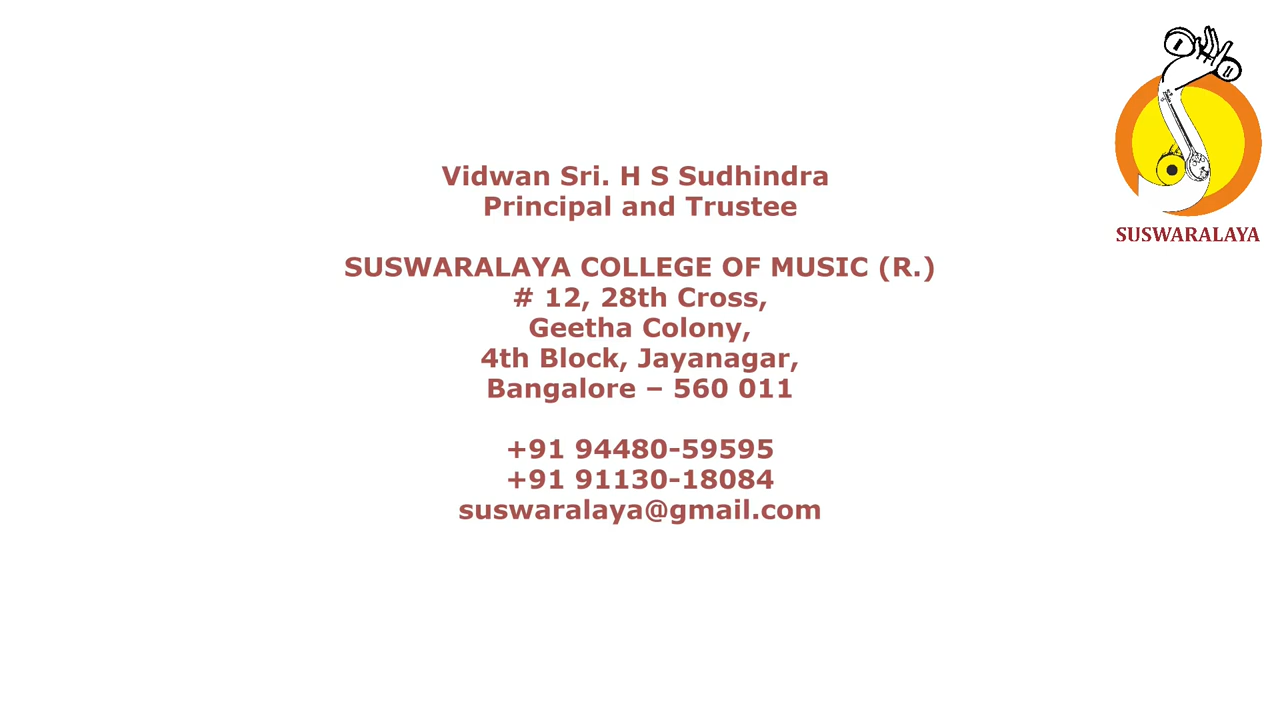 Vidwan Sri. H S Sudhindra
Principal and Trustee
SUSWARALAYA COLLEGE OF MUSIC (R.)
# 12, 28th Cross,
Geetha Colony,
4th Block, Jayanagar,
Bangalore – 560 011
+91 94480-59595
+91 91130-18084
suswaralaya@gmail.com
SUSWARALAYA